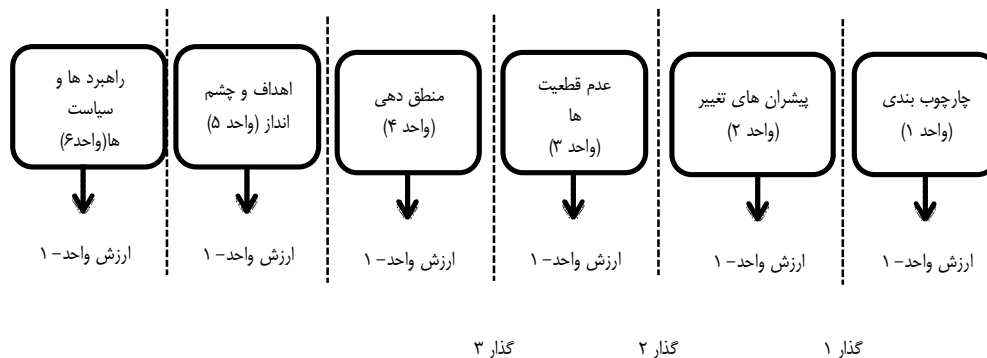 چارچوب بندی
(واحد ۱)
پیشران های تغییر
(واحد ۲)
عدم قطعیت
ها
(واحد ۳)
منطق دهی
(واحد ۴)
اهداف و چشم
انداز (واحد ۵)
راهبرد ها و
سیاست
ها(واحد۶)
ارزش واحد- ۱
ارزش واحد- ۱
ارزش واحد- ۱
ارزش واحد- ۱
ارزش واحد- ۱
ارزش واحد- ۱
گذار ۱
گذار ۲
گذار ۳